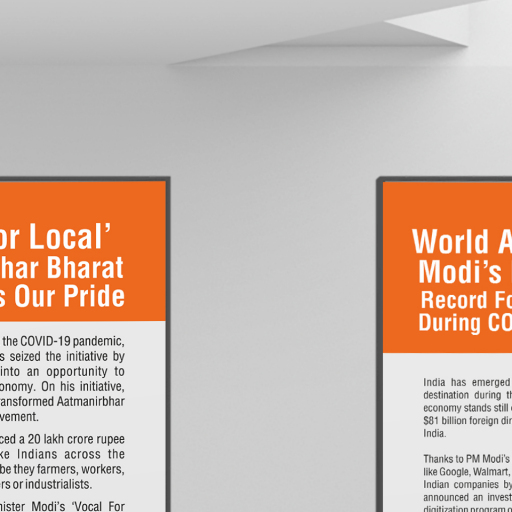 or Local'
har Bharat
s Our Pride
the COVID-19 pandemic,
s seized the initiative by
into an opportunity to
onomy. On his initiative,
ransformed Aatmanirbhar
vement.
ced a 20 lakh crore rupee
ke Indians across the
be they farmers, workers,
rs or industrialists.
nister Modi's 'Vocal For
World A
Modi's
Record Fo
During CO
India has emerged
destination during th
economy stands still
$81 billion foreign dir
India.
Thanks to PM Modi's
like Google, Walmart,
Indian companies by
announced an invest
digitization program o